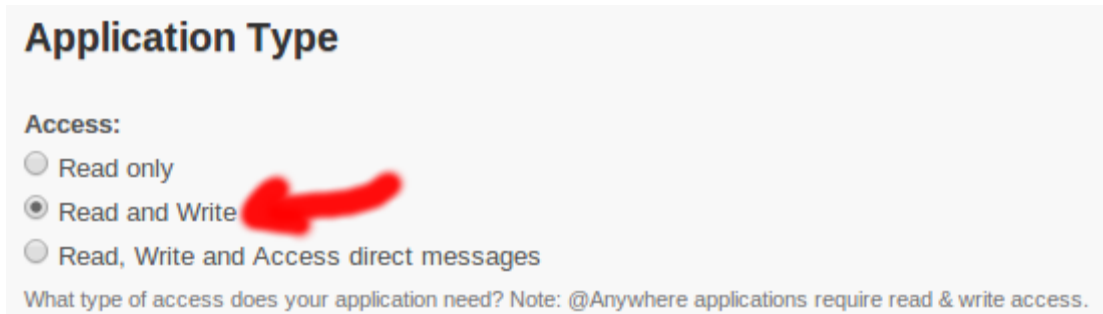 Application Type
Access:
Read only
Read and Write
Read, Write and Access direct messages
What type of access does your application need? Note: @Anywhere applications require read & write access.